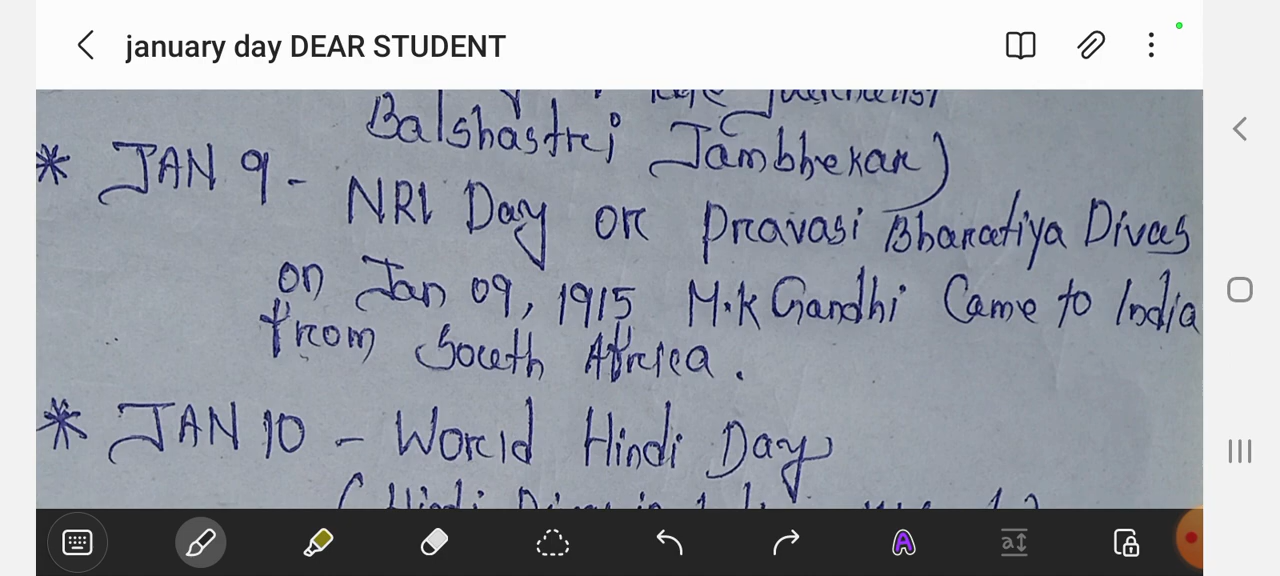 january day DEAR STUDENT
Balshastri Jambhekar)
* JAN 9 - NRI Day or Pravasi Bharatiya Divas
on Jan 09, 1915 M.K Gandhi Came to India
from South Africa.
* JAN 10 - World Hindi Day